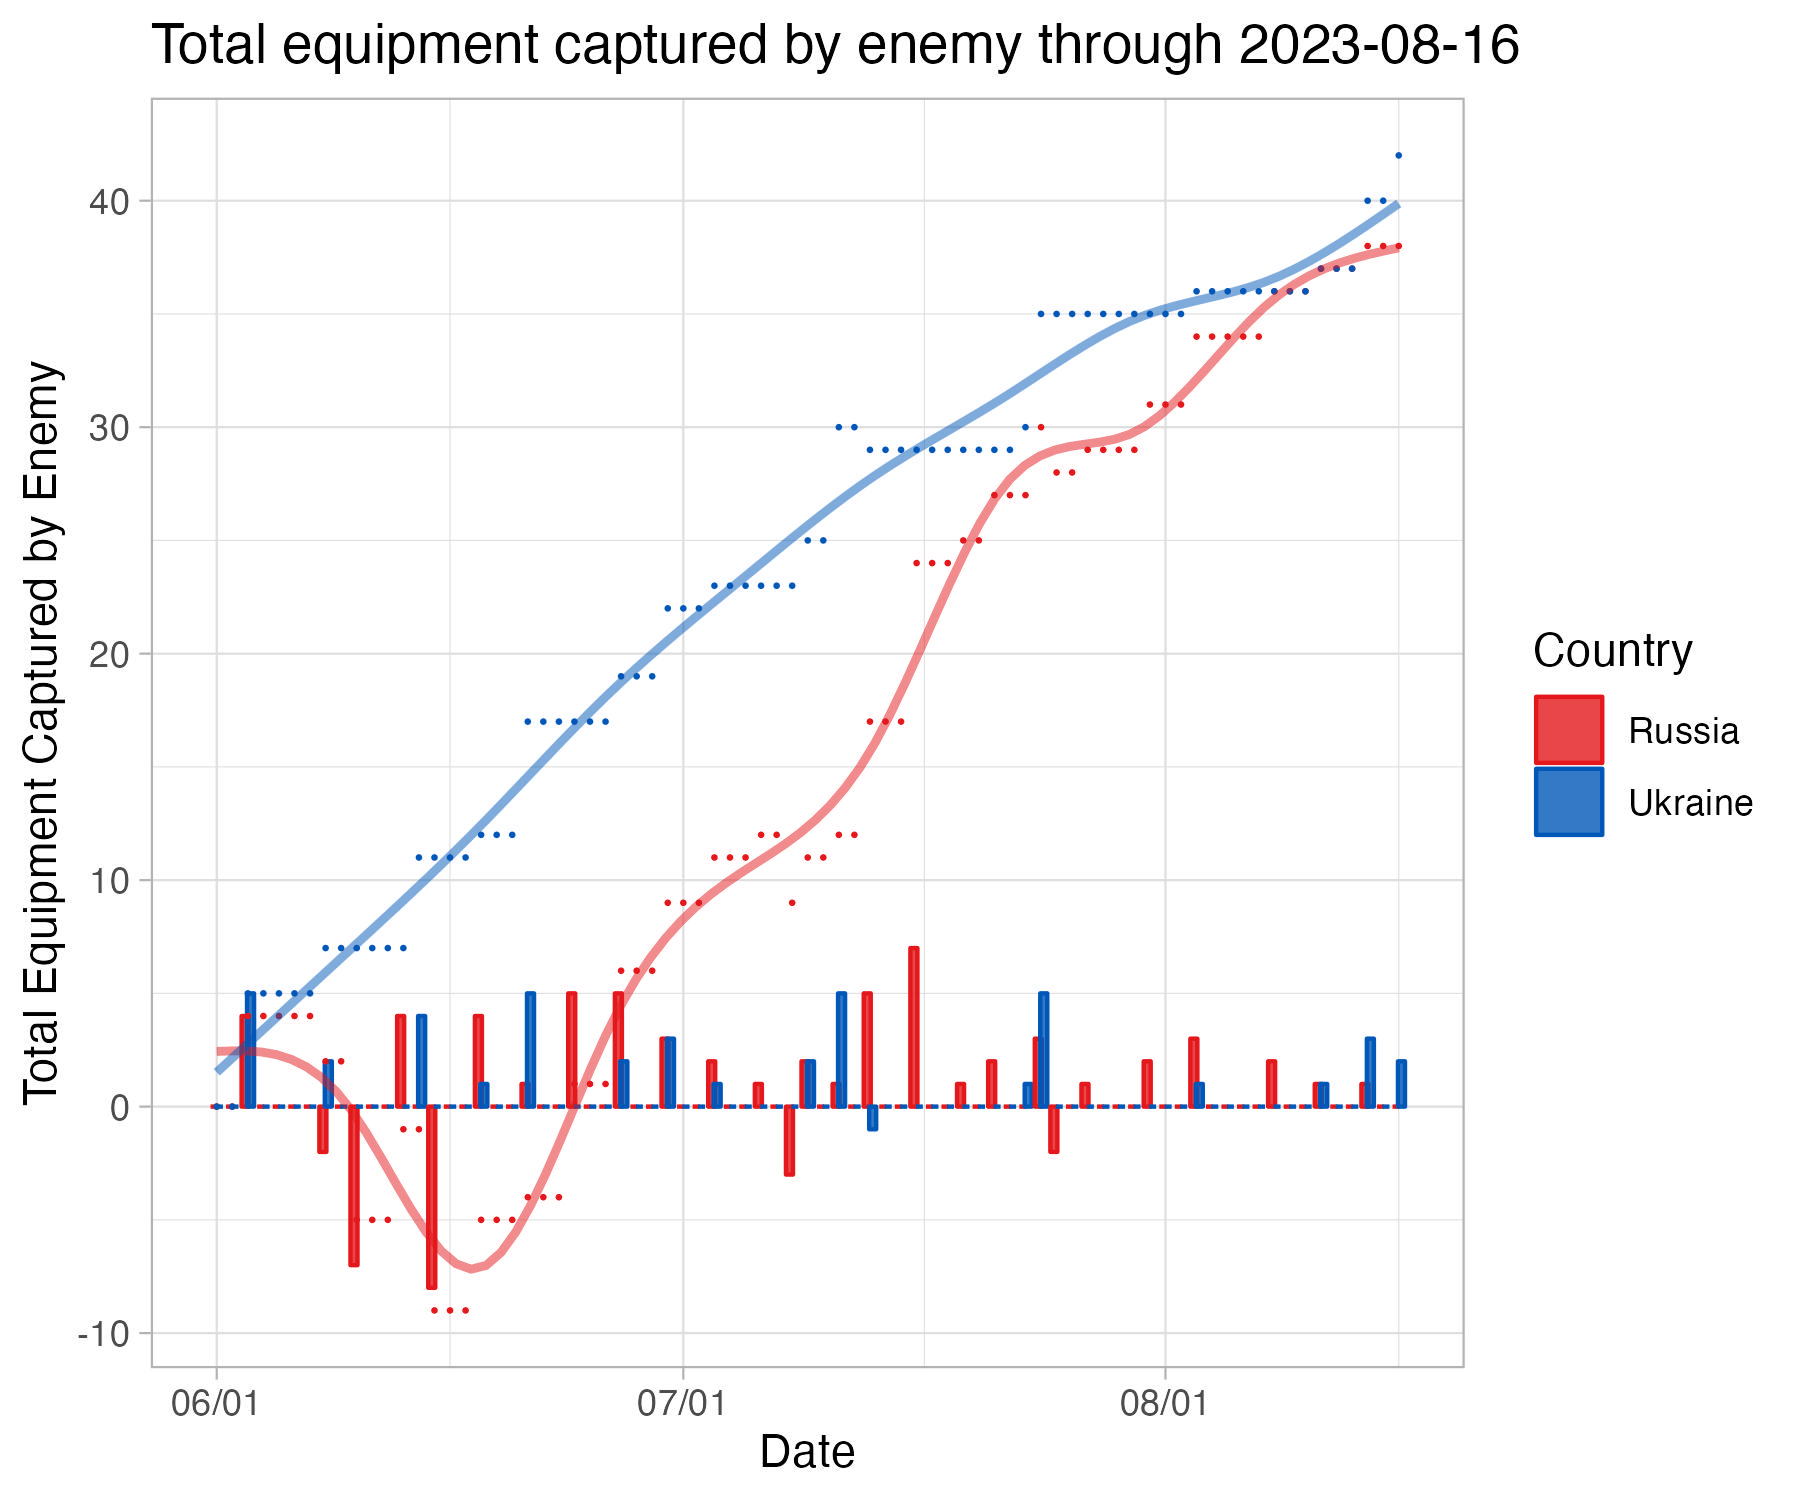 Total equipment captured by enemy through 2023-08-16
Total Equipment Captured by Enemy
40
30
20
10
0
-10
06/01
07/01
08/01
Date
Country
Russia
Ukraine